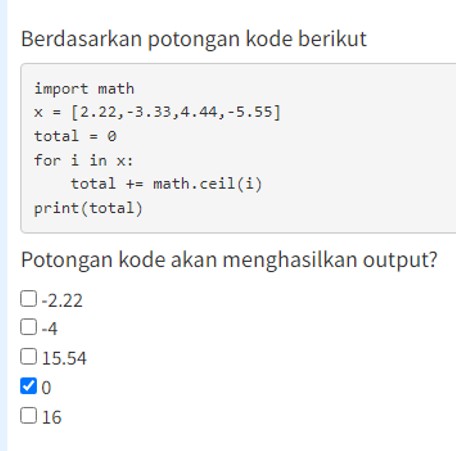 Berdasarkan potongan kode berikut
import math
x = [2.22,-3.33,4.44,-5.55]
total = 0
for i in x:
    total += math.ceil(i)
print(total)
Potongan kode akan menghasilkan output?
-2.22
-4
15.54
0
16